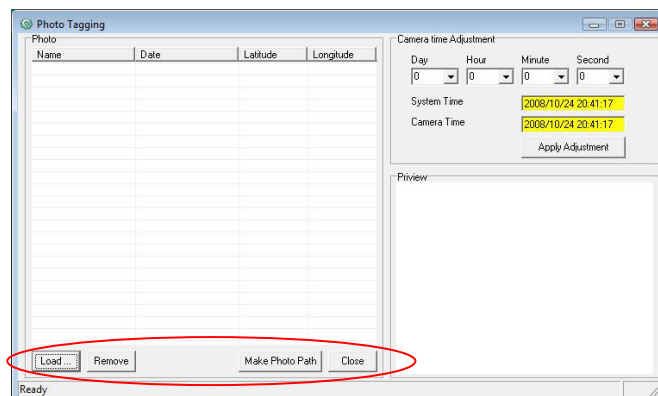 Photo Tagging
Photo
Name Date Latitude Longitude
Camera time Adjustment
Day Hour Minute Second
0 0 0 0
System Time 2008/10/24 20:41:17
Camera Time 2008/10/24 20:41:17
Apply Adjustment
Priview
Load ... Remove Make Photo Path Close
Ready